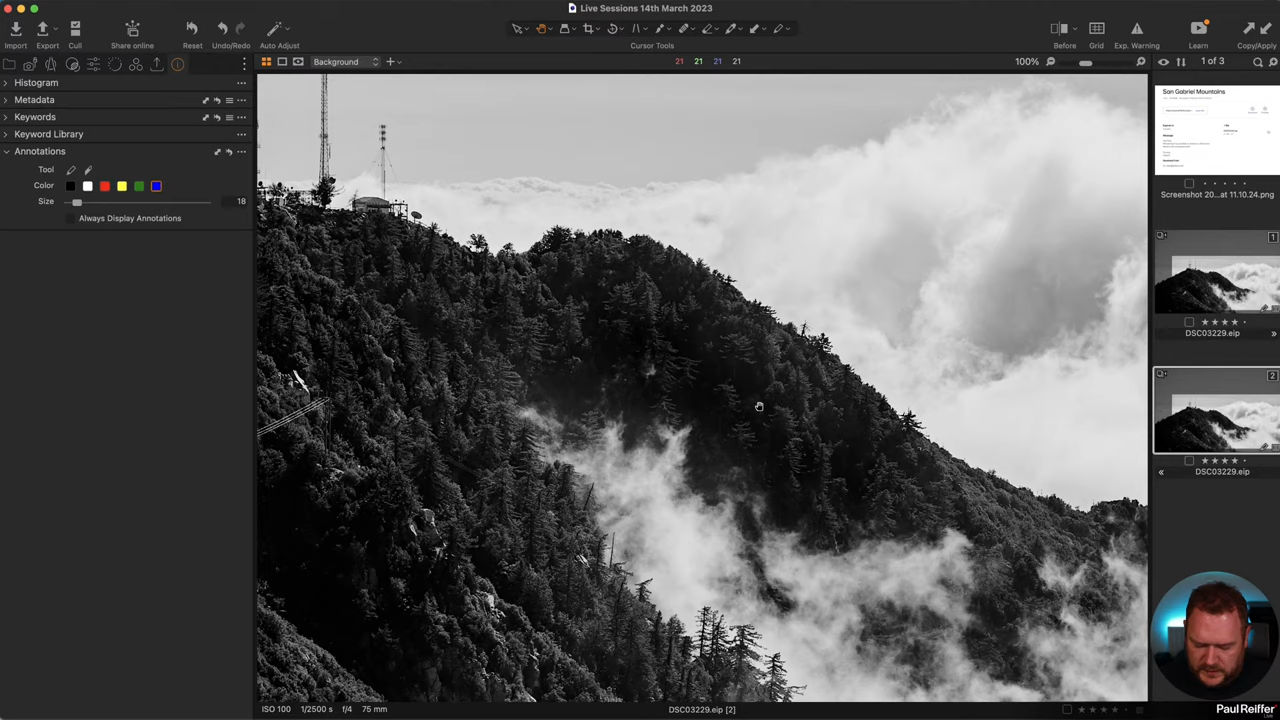 Live Sessions 14th March 2023
Import
Export
Cull
Share online
Reset
Undo/Redo
Auto Adjust
Cursor Tools
Before
Grid
Exp. Warning
Learn
Copy/Apply
Background
21 21 21 21
100%
1 of 3
Histogram
Metadata
Keywords
Keyword Library
Annotations
Tool
Color
Size
18
Always Display Annotations
San Gabriel Mountains
Screenshot 20...at 11.10.24.png
1
DSC03229.eip
2
DSC03229.eip
ISO 100 1/2500 s f/4 75 mm
DSC03229.eip [2]
PaulReiffer
Live